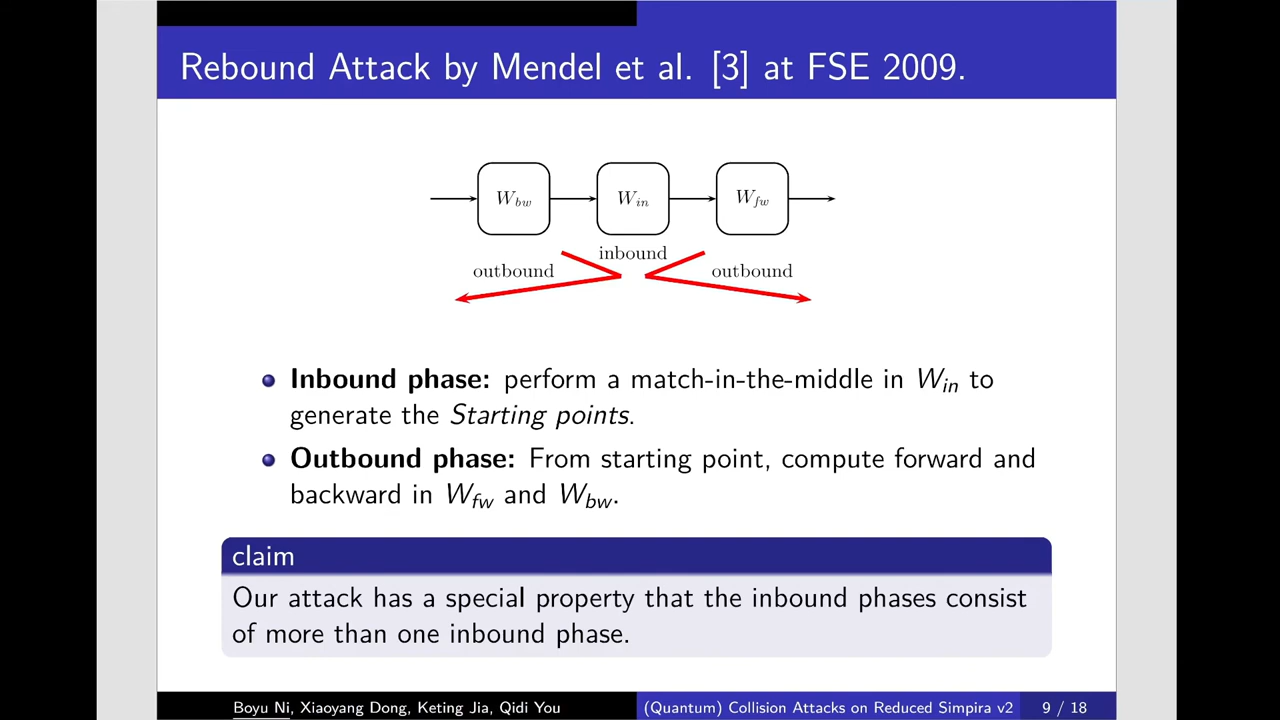 Rebound Attack by Mendel et al. [3] at FSE 2009.
W_bw W_in W_fw
inbound
outbound outbound
Inbound phase: perform a match-in-the-middle in W_in to
generate the Starting points.
Outbound phase: From starting point, compute forward and
backward in W_fw and W_bw.
claim
Our attack has a special property that the inbound phases consist
of more than one inbound phase.
Boyu Ni, Xiaoyang Dong, Keting Jia, Qidi You (Quantum) Collision Attacks on Reduced Simpira v2 9 / 18